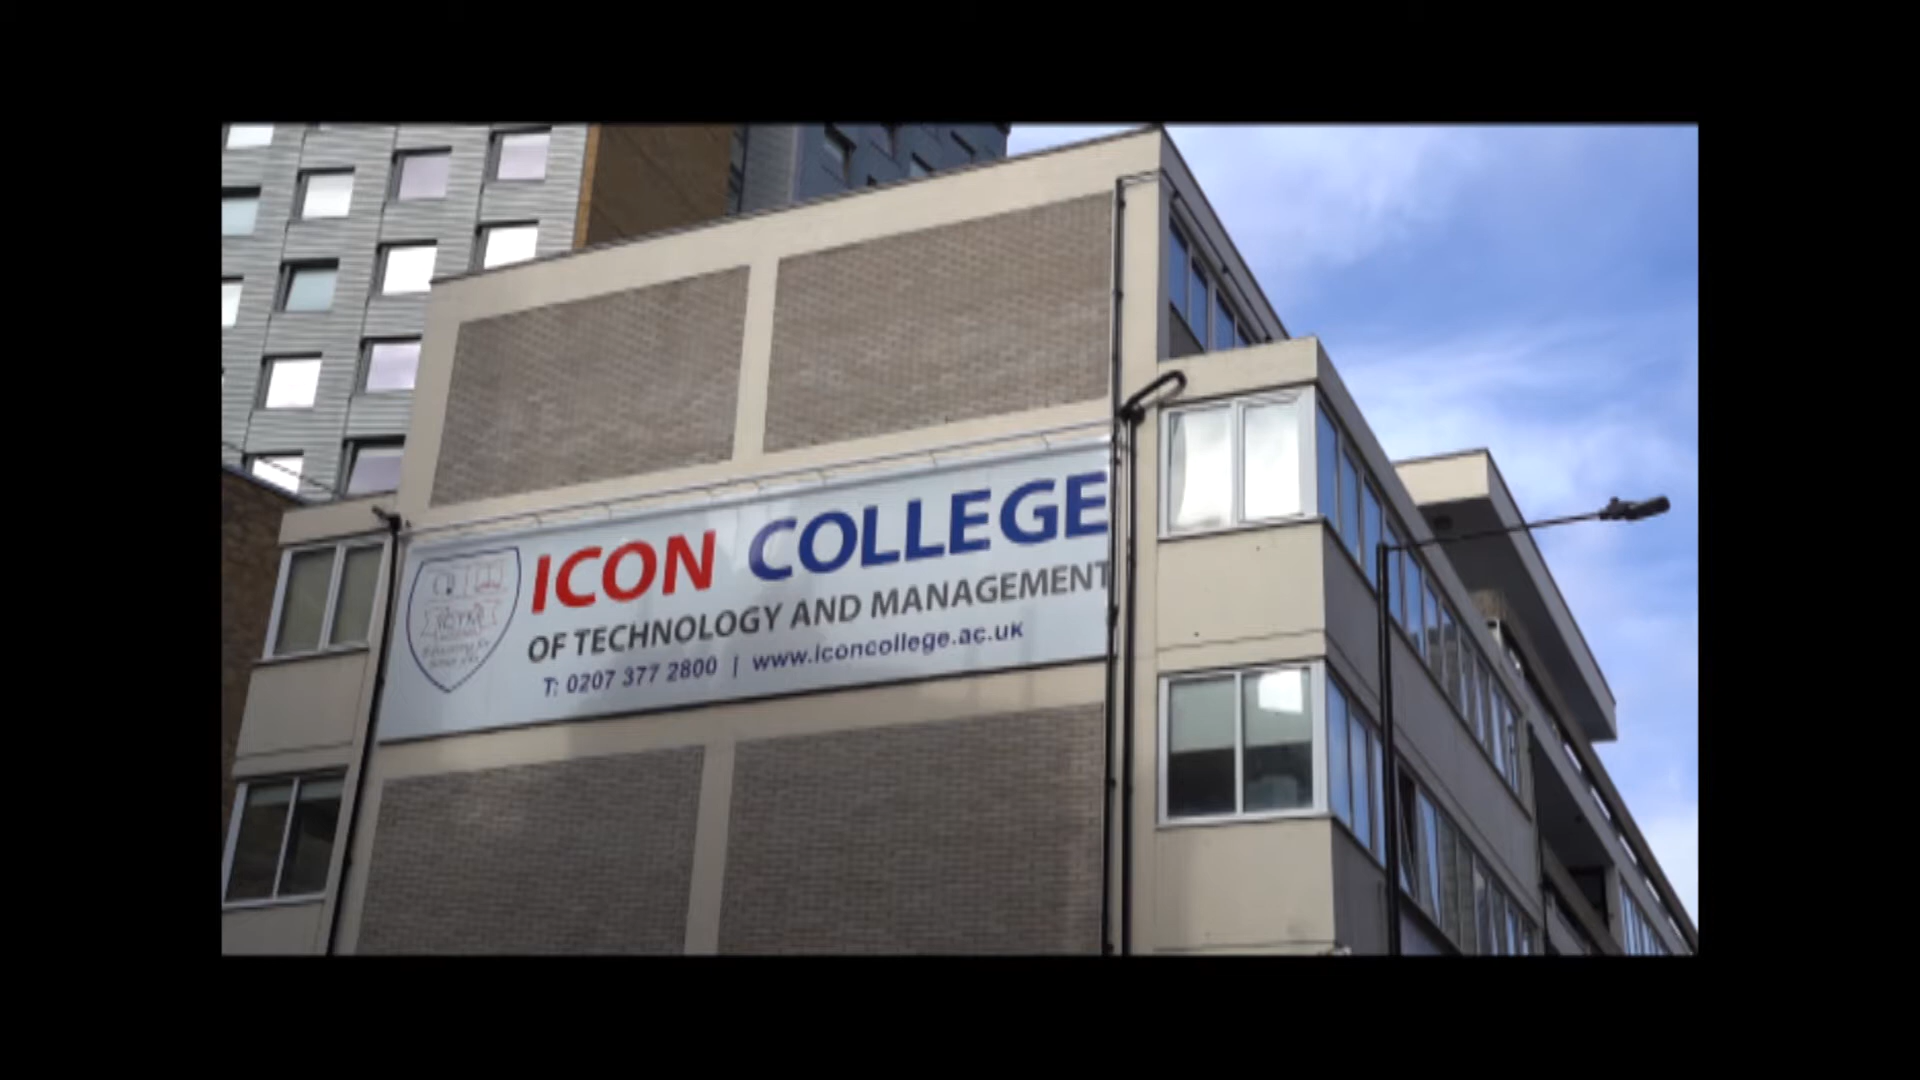 ICON COLLEGE
OF TECHNOLOGY AND MANAGEMENT
T: 0207 377 2800 | www.iconcollege.ac.uk